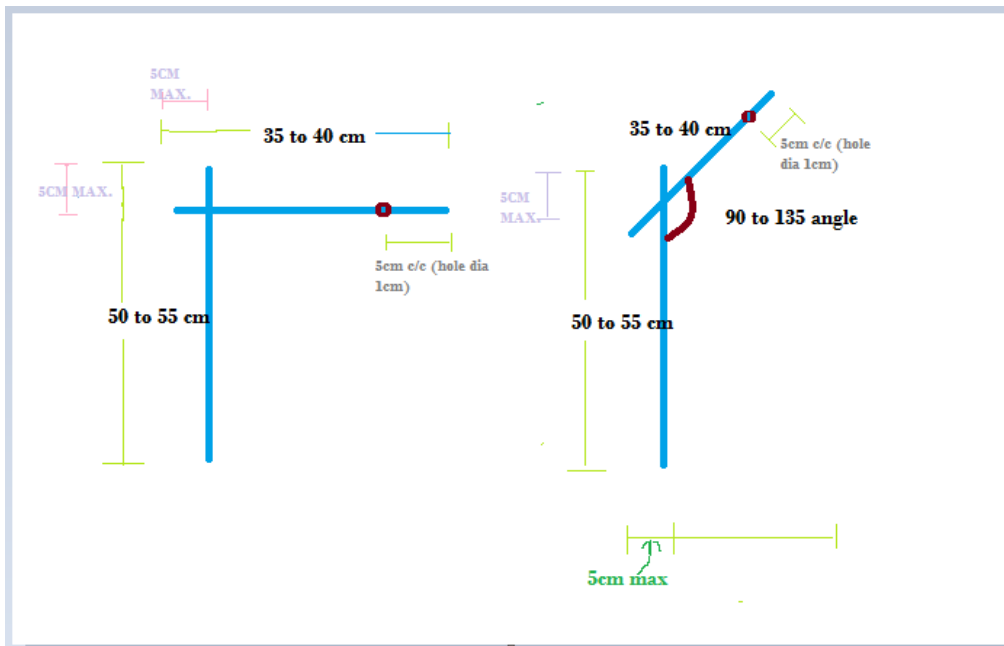 5CM
MAX.
35 to 40 cm
5CM MAX.
5cm c/c (hole dia
1cm)
50 to 55 cm
35 to 40 cm
5cm c/c (hole
dia 1cm)
5CM
MAX.
90 to 135 angle
50 to 55 cm
5cm max